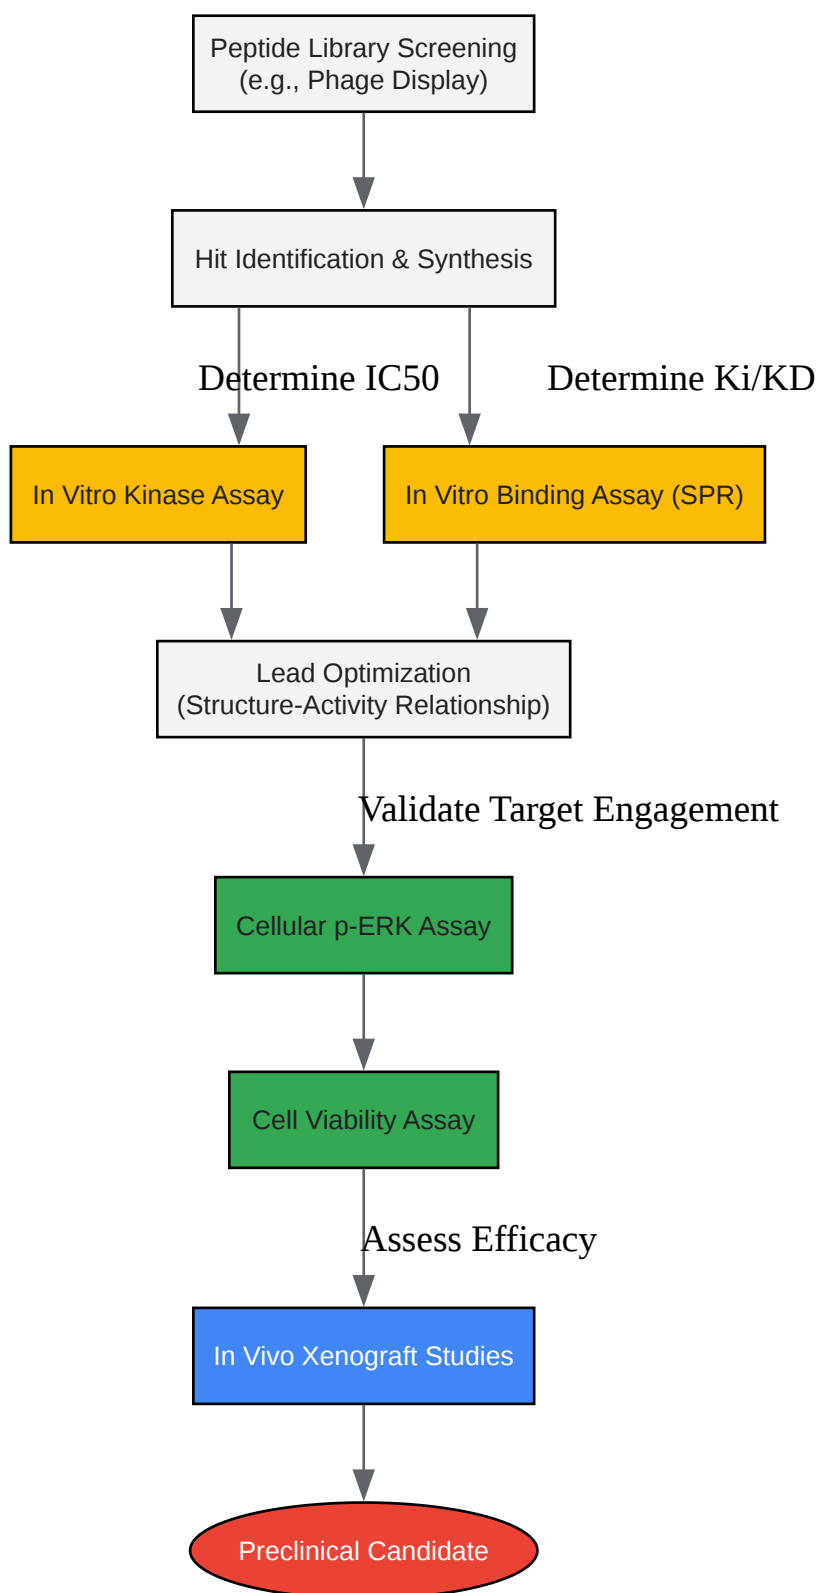 Peptide Library Screening
(e.g., Phage Display)
Hit Identification & Synthesis
Determine IC50
Determine Ki/KD
In Vitro Kinase Assay
In Vitro Binding Assay (SPR)
Lead Optimization
(Structure-Activity Relationship)
Validate Target Engagement
Cellular p-ERK Assay
Cell Viability Assay
Assess Efficacy
In Vivo Xenograft Studies
Preclinical Candidate